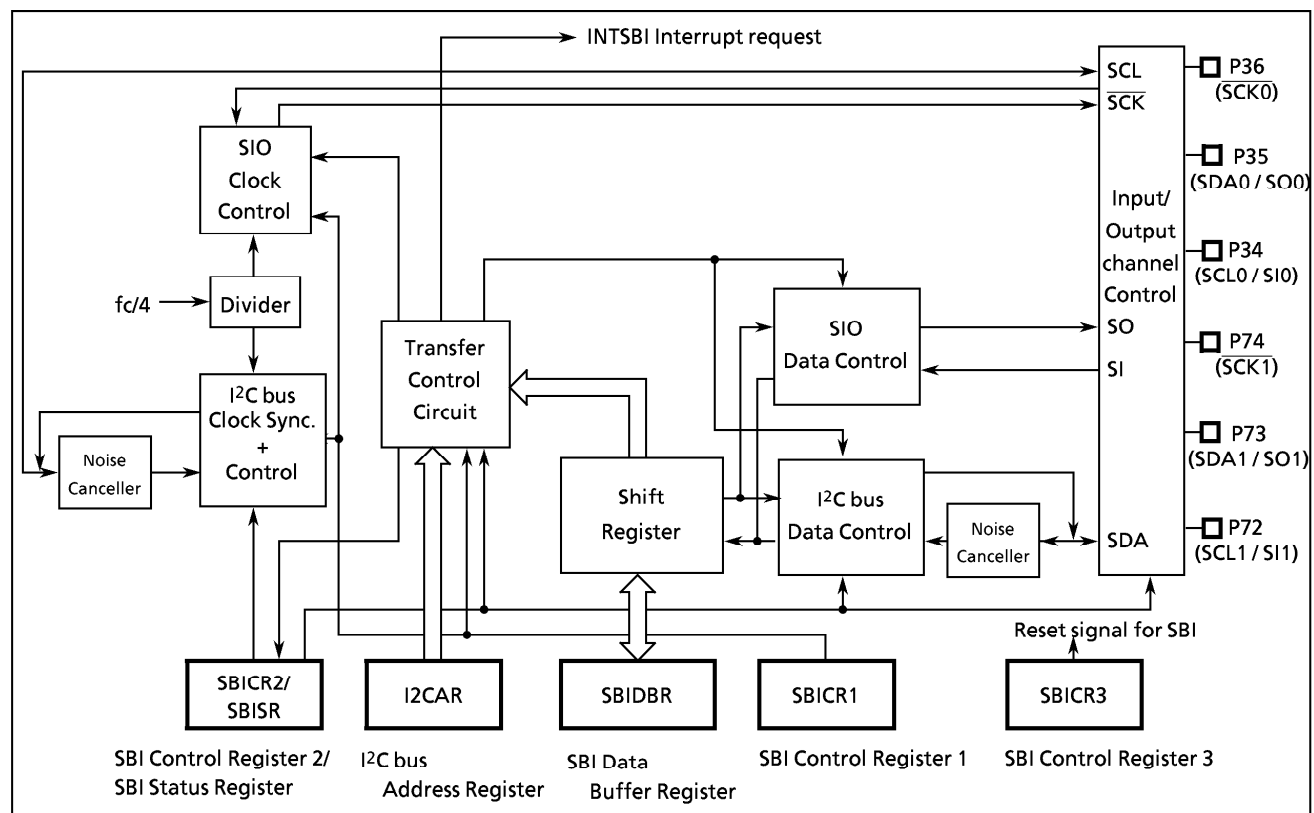 INTSBI Interrupt request
SCL
SCK
P36
(SCK0)
SIO
Clock
Control
P35
(SDA0 / SO0)
Input/
Output
channel
Control
P34
(SCL0 / SI0)
fc/4
Divider
SO
SI
SIO
Data Control
P74
(SCK1)
Transfer
Control
Circuit
I²C bus
Clock Sync.
+
Control
Noise
Canceller
P73
(SDA1 / SO1)
Shift
Register
I²C bus
Data Control
Noise
Canceller
SDA
P72
(SCL1 / SI1)
Reset signal for SBI
SBICR2/
SBISR
I2CAR
SBIDBR
SBICR1
SBICR3
SBI Control Register 2/
SBI Status Register
I²C bus
Address Register
SBI Data
Buffer Register
SBI Control Register 1
SBI Control Register 3